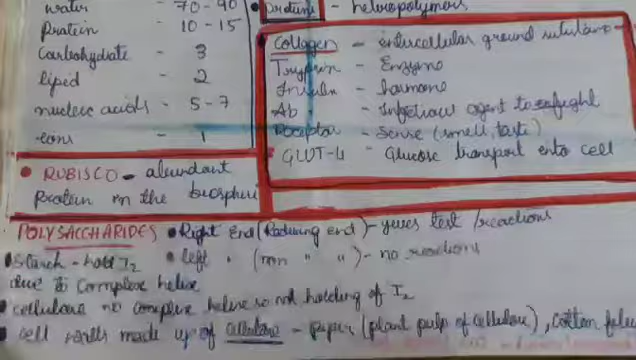 water - 70-90
Protein - 10-15
Carbohydrate - 3
lipid - 2
nucleic acids - 5-7
ions - 1
• RUBISCO - abundant
Protein in the biospher
• Protein - heteropolymers
Collagen - intercellular ground substance
Trypsin - Enzyme
Insulin - hormone
Ab - Infectious agent to fight
Receptor - Sense (smell, taste)
GLUT-4 - Glucose transport into cell
POLYSACCHARIDES • Right End (Reducing end) - gives test / reactions
• Starch - hold I2 • left " (non " ") - no reactions
due to Complex helix
• cellulose no complex helix so not holding of I2
• cell walls made up of cellulose - paper (plant pulp of cellulose), Cotton